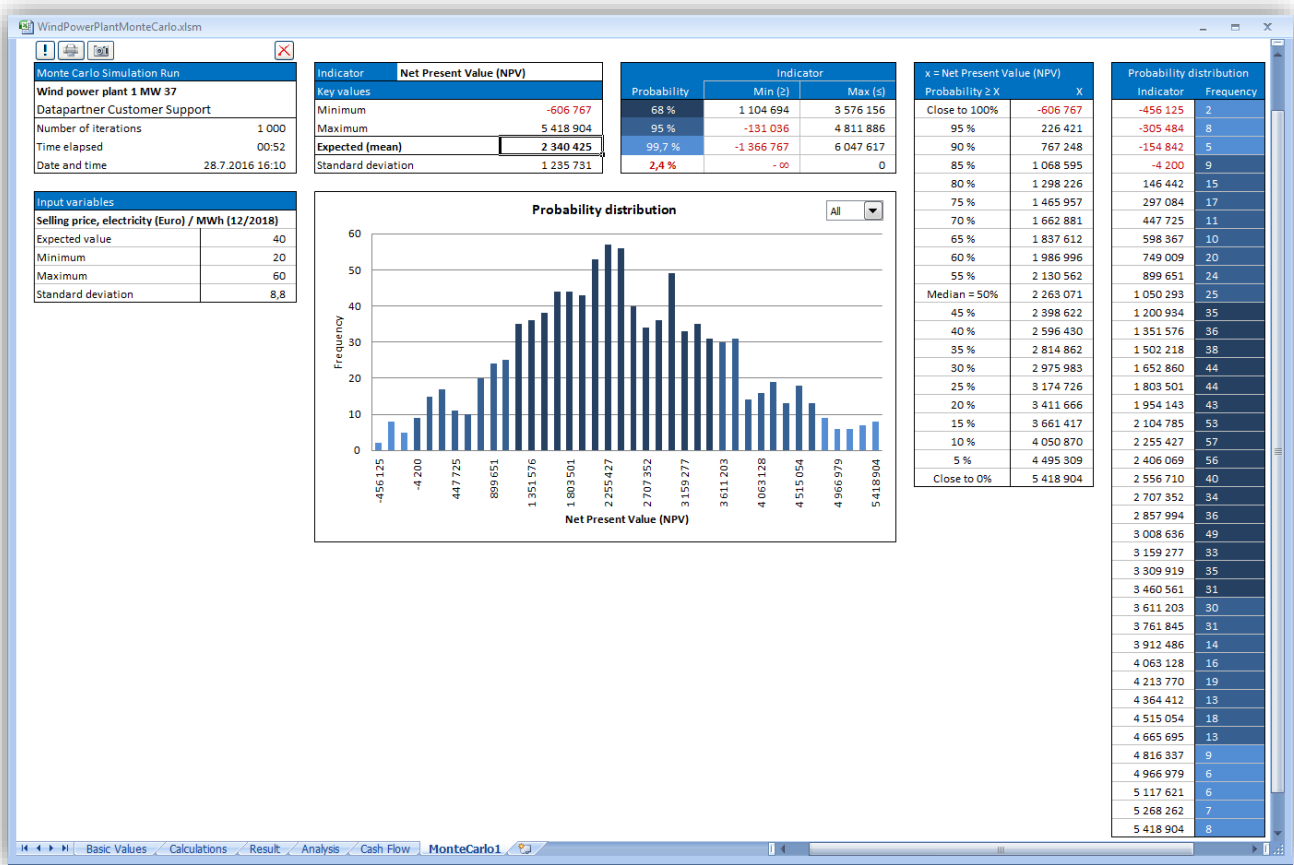 WindPowerPlantMonteCarlo.xlsm
Monte Carlo Simulation Run
Wind power plant 1 MW 37
Datapartner Customer Support
Number of iterations 1 000
Time elapsed 00:52
Date and time 28.7.2016 16:10
Input variables
Selling price, electricity (Euro) / MWh (12/2018)
Expected value 40
Minimum 20
Maximum 60
Standard deviation 8,8
Indicator Net Present Value (NPV)
Key values
Minimum -606 767
Maximum 5 418 904
Expected (mean) 2 340 425
Standard deviation 1 235 731
Indicator
Probability Min (≥) Max (≤)
68 % 1 104 694 3 576 156
95 % -131 036 4 811 886
99,7 % -1 366 767 6 047 617
2,4 % - ∞ 0
Probability distribution
All
Frequency
60
50
40
30
20
10
0
-456 125
-4 200
447 725
899 651
1 351 576
1 803 501
2 255 427
2 707 352
3 159 277
3 611 203
4 063 128
4 515 054
4 966 979
5 418 904
Net Present Value (NPV)
x = Net Present Value (NPV)
Probability ≥ X X
Close to 100% -606 767
95 % 226 421
90 % 767 248
85 % 1 068 595
80 % 1 298 226
75 % 1 465 957
70 % 1 662 881
65 % 1 837 612
60 % 1 986 996
55 % 2 130 562
Median = 50% 2 263 071
45 % 2 398 622
40 % 2 596 430
35 % 2 814 862
30 % 2 975 983
25 % 3 174 726
20 % 3 411 666
15 % 3 661 417
10 % 4 050 870
5 % 4 495 309
Close to 0% 5 418 904
Probability distribution
Indicator Frequency
-456 125 2
-305 484 8
-154 842 5
-4 200 9
146 442 15
297 084 17
447 725 11
598 367 10
749 009 20
899 651 24
1 050 293 25
1 200 934 35
1 351 576 36
1 502 218 38
1 652 860 44
1 803 501 44
1 954 143 43
2 104 785 53
2 255 427 57
2 406 069 56
2 556 710 40
2 707 352 34
2 857 994 36
3 008 636 49
3 159 277 33
3 309 919 35
3 460 561 31
3 611 203 30
3 761 845 31
3 912 486 14
4 063 128 16
4 213 770 19
4 364 412 13
4 515 054 18
4 665 695 13
4 816 337 9
4 966 979 6
5 117 621 6
5 268 262 7
5 418 904 8
Basic Values Calculations Result Analysis Cash Flow MonteCarlo1